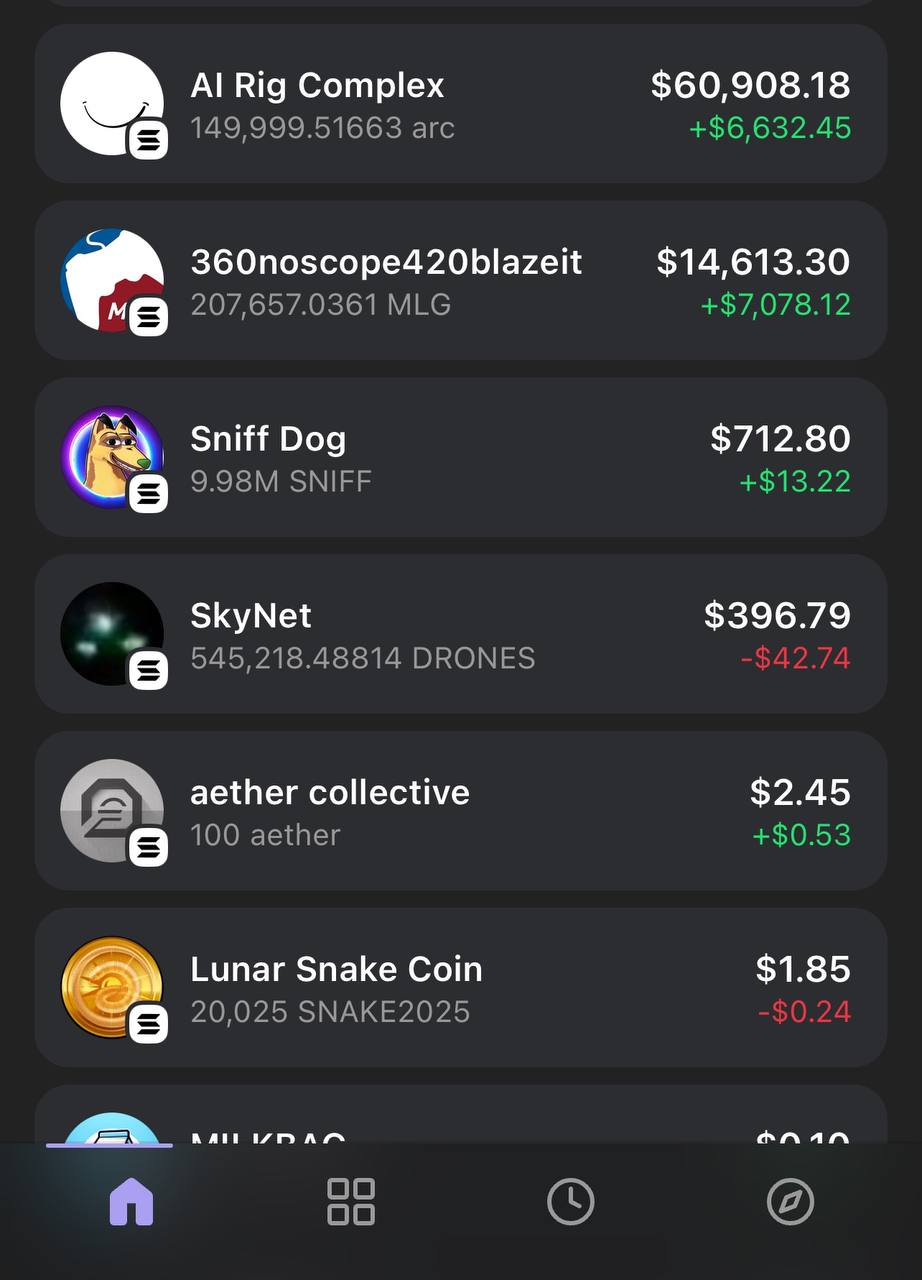 AI Rig Complex
$60,908.18
149,999.51663 arc
+$6,632.45
360noscope420blazeit
$14,613.30
207,657.0361 MLG
+$7,078.12
M
Sniff Dog
$712.80
9.98M SNIFF
+$13.22
SkyNet
$396.79
545,218.48814 DRONES
-$42.74
aether collective
$2.45
100 aether
+$0.53
Lunar Snake Coin
$1.85
20,025 SNAKE2025
-$0.24
MILKBAG
$0.10